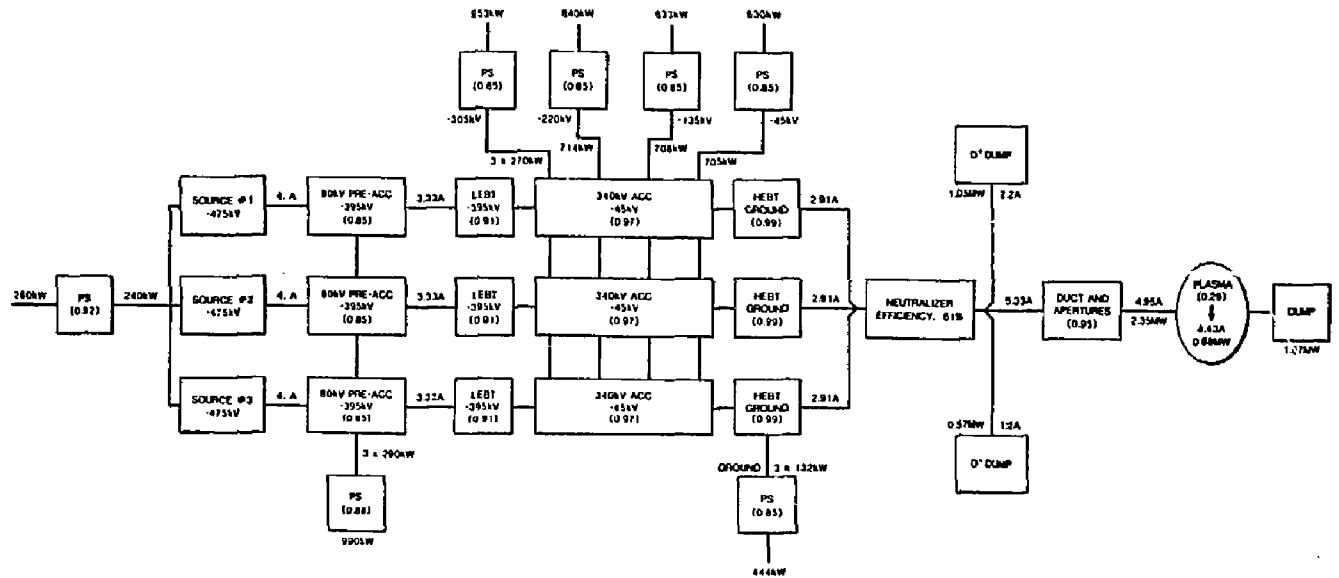 840kW
630kW
PS
(0.85)
PS
(0.85)
PS
(0.85)
PS
(0.85)
-305kV
-220kV
-135kV
-45kV
3 x 270kW
714kW
708kW
705kW
D⁺ DUMP
1.05MW
2.2A
SOURCE #1
-475kV
4. A
80kV PRE-ACC
-395kV
(0.85)
3.33A
LEBT
-395kV
(0.91)
340kV ACC
-45kV
(0.97)
HEBT
GROUND
(0.99)
2.91A
260kW
PS
(0.92)
240kW
SOURCE #2
-475kV
4. A
80kV PRE-ACC
-395kV
(0.85)
3.33A
LEBT
-395kV
(0.91)
340kV ACC
-45kV
(0.97)
HEBT
GROUND
(0.99)
2.91A
NEUTRALIZER
EFFICIENCY, 61%
5.33A
DUCT AND
APERTURES
(0.95)
4.95A
2.35MW
PLASMA
(0.29)
0.68MW
DUMP
1.07MW
SOURCE #3
-475kV
4. A
80kV PRE-ACC
-395kV
(0.85)
3.33A
LEBT
-395kV
(0.91)
340kV ACC
-45kV
(0.97)
HEBT
GROUND
(0.99)
2.91A
0.57MW
1.2A
DUMP
3 x 290kW
PS
(0.88)
990kW
GROUND
3 x 132kW
PS
(0.85)
444kW